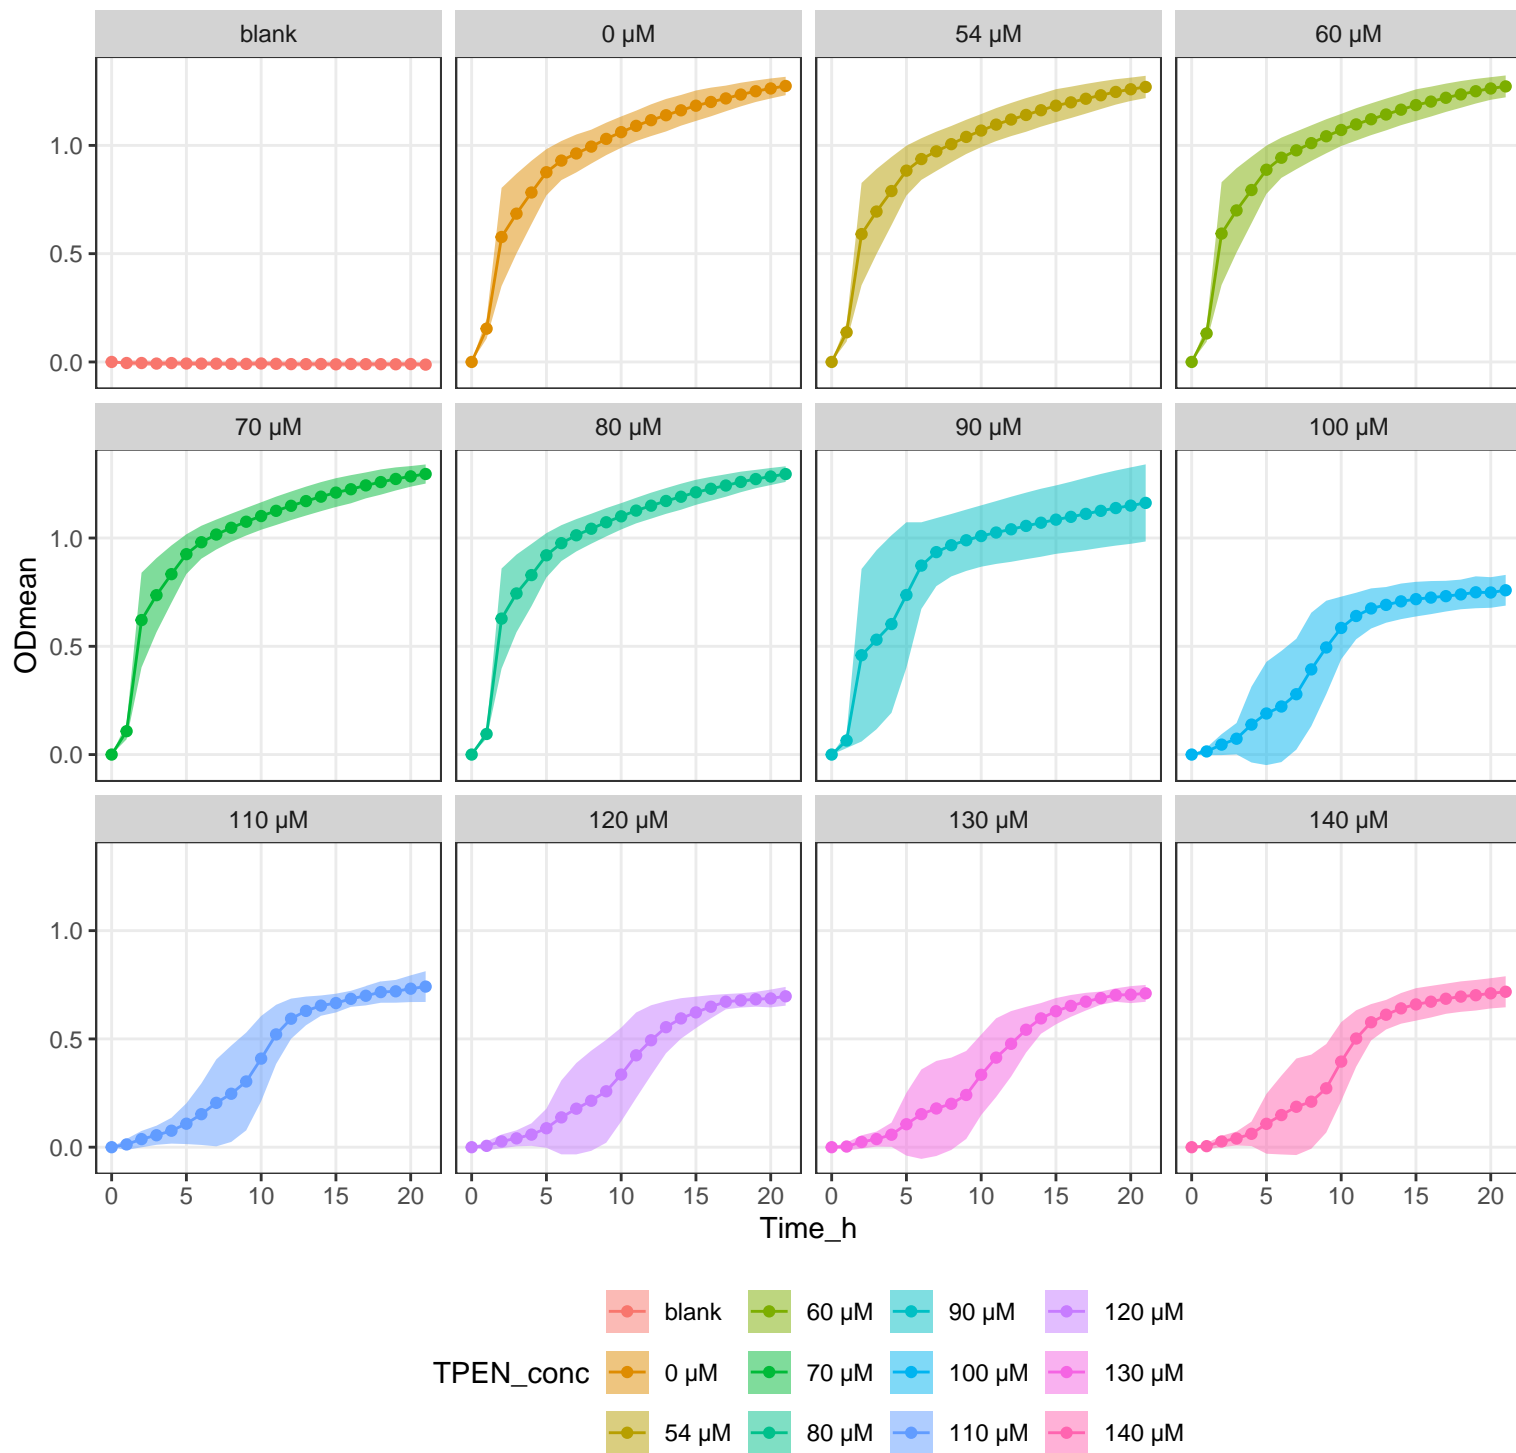 blank 0 µM 54 µM 60 µM
1.0
0.5
0.0
70 µM 80 µM 90 µM 100 µM
1.0
0.5
0.0
ODmean
110 µM 120 µM 130 µM 140 µM
1.0
0.5
0.0
0 5 10 15 20 0 5 10 15 20 0 5 10 15 20 0 5 10 15 20
Time_h
TPEN_conc
blank 60 µM 90 µM 120 µM
0 µM 70 µM 100 µM 130 µM
54 µM 80 µM 110 µM 140 µM